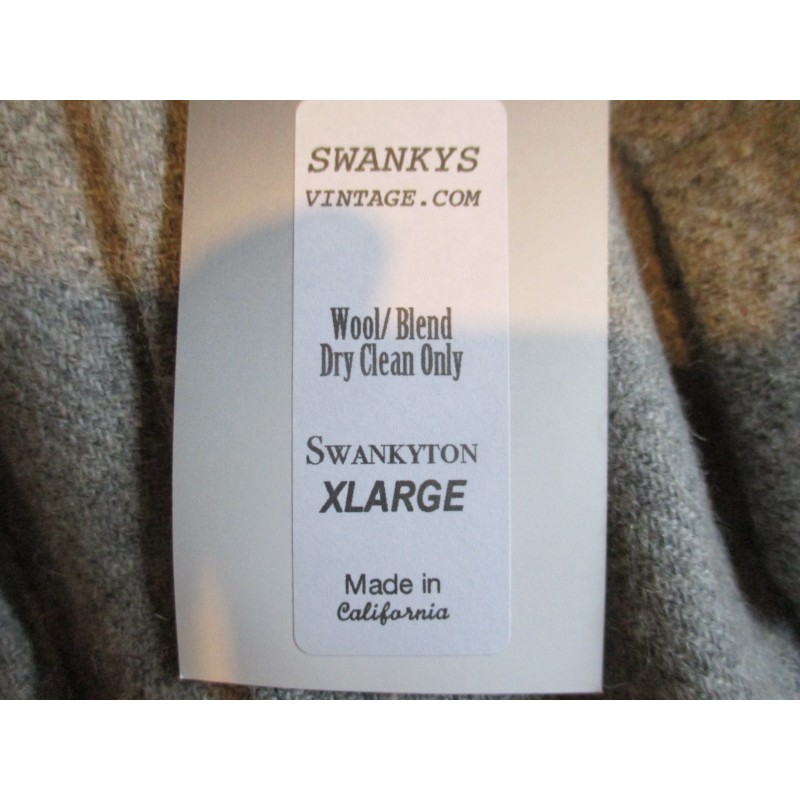 SWANKYS
VINTAGE.COM
Wool/ Blend
Dry Clean Only
SWANKYTON
XLARGE
Made in
California